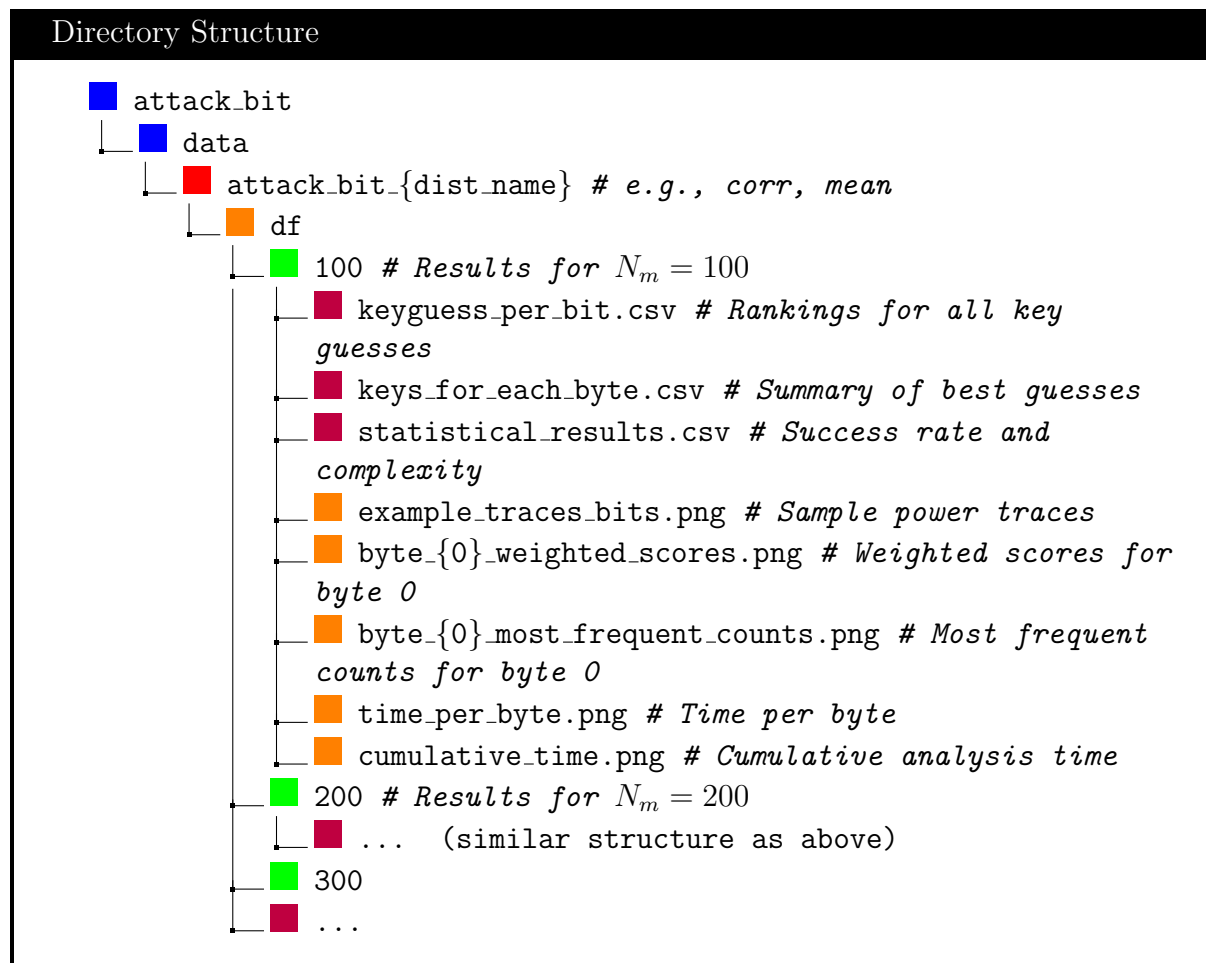 Directory Structure
attack_bit
data
attack_bit_{dist_name} # e.g., corr, mean
df
100 # Results for N_m = 100
keyguess_per_bit.csv # Rankings for all key
guesses
keys_for_each_byte.csv # Summary of best guesses
statistical_results.csv # Success rate and
complexity
example_traces_bits.png # Sample power traces
byte_{0}_weighted_scores.png # Weighted scores for
byte 0
byte_{0}_most_frequent_counts.png # Most frequent
counts for byte 0
time_per_byte.png # Time per byte
cumulative_time.png # Cumulative analysis time
200 # Results for N_m = 200
... (similar structure as above)
300
...